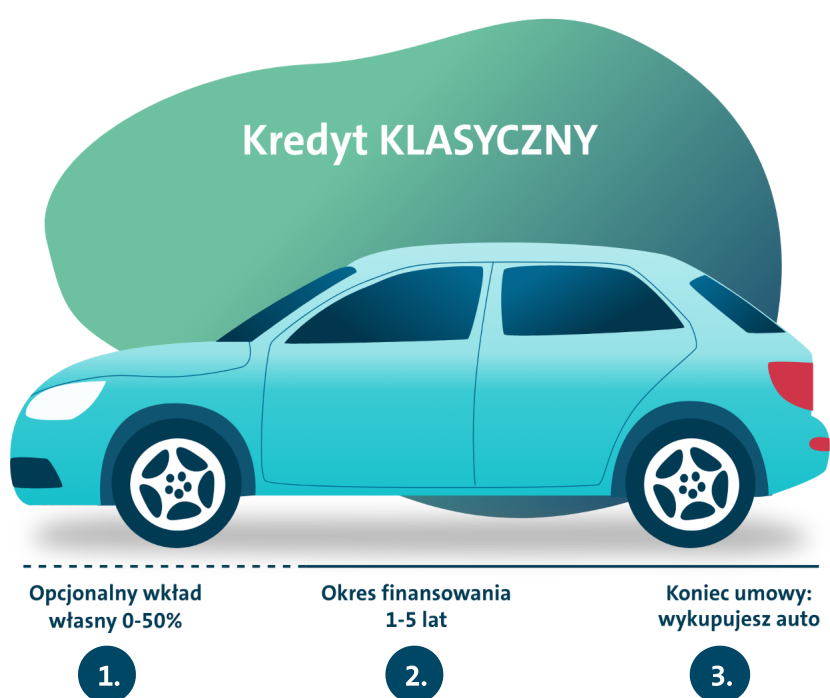 Kredyt KLASYCZNY
Opcjonalny wkład
własny 0-50%
1.
Okres finansowania
1-5 lat
2.
Koniec umowy:
wykupujesz auto
3.